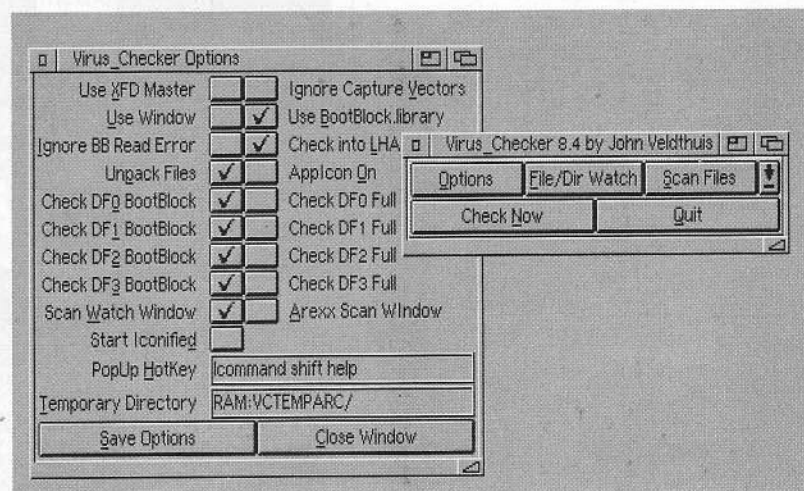 Virus_Checker Options
Use XFD Master Ignore Capture Vectors
Use Window Use BootBlock.library
Ignore BB Read Error Check into LHA
Unpack Files AppIcon On
Check DF0 BootBlock Check DF0 Full
Check DF1 BootBlock Check DF1 Full
Check DF2 BootBlock Check DF2 Full
Check DF3 BootBlock Check DF3 Full
Scan Watch Window Arexx Scan WIndow
Start Iconified
PopUp HotKey lcommand shift help
Temporary Directory RAM:VCTEMPARC/
Save Options Close Window
Virus_Checker 8.4 by John Veldthuis
Options File/Dir Watch Scan Files
Check Now Quit